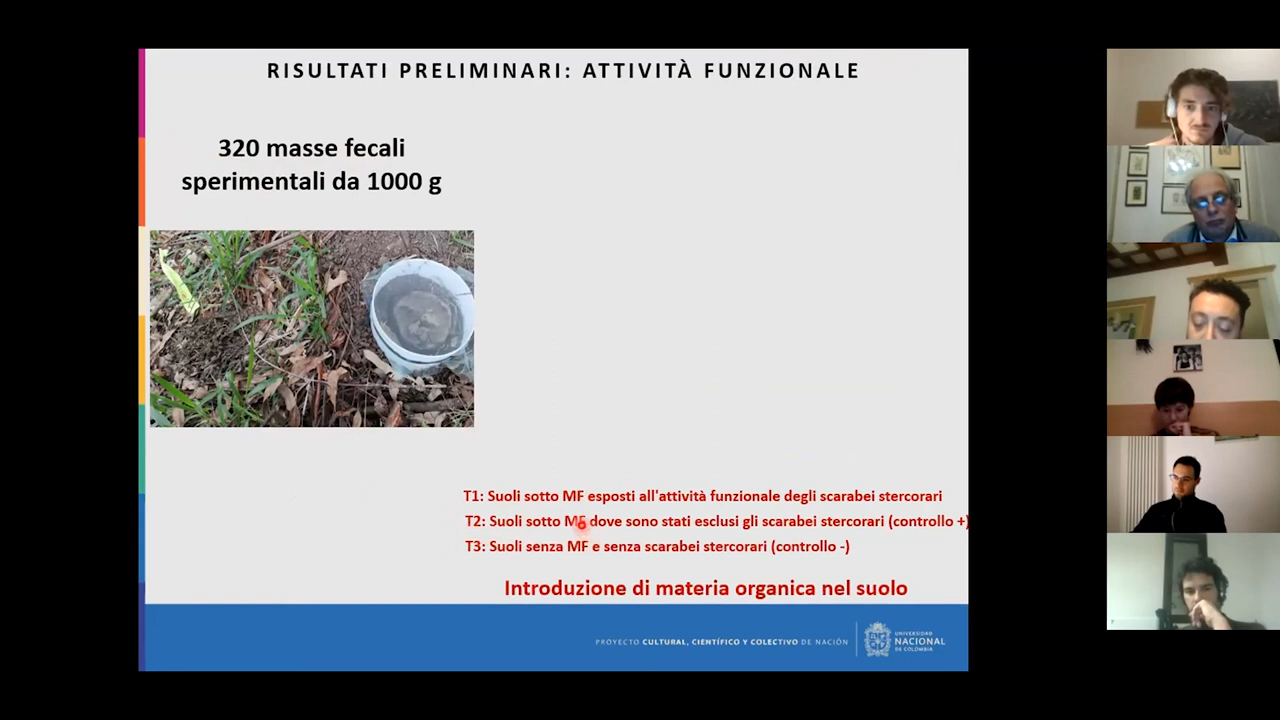 RISULTATI PRELIMINARI: ATTIVITÀ FUNZIONALE
320 masse fecali
sperimentali da 1000 g
T1: Suoli sotto MF esposti all'attività funzionale degli scarabei stercorari
T2: Suoli sotto MF dove sono stati esclusi gli scarabei stercorari (controllo +)
T3: Suoli senza MF e senza scarabei stercorari (controllo -)
Introduzione di materia organica nel suolo
PROYECTO CULTURAL, CIENTÍFICO Y COLECTIVO DE NACIÓN
UNIVERSIDAD
NACIONAL
DE COLOMBIA